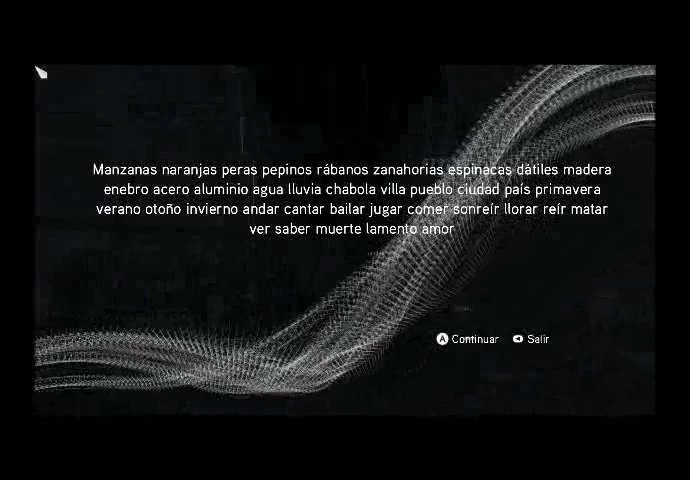 Manzanas naranjas peras pepinos rábanos zanahorias espinacas dátiles madera
enebro acero aluminio agua lluvia chabola villa pueblo ciudad país primavera
verano otoño invierno andar cantar bailar jugar comer sonreír llorar reír matar
ver saber muerte lamento amor
A Continuar Salir